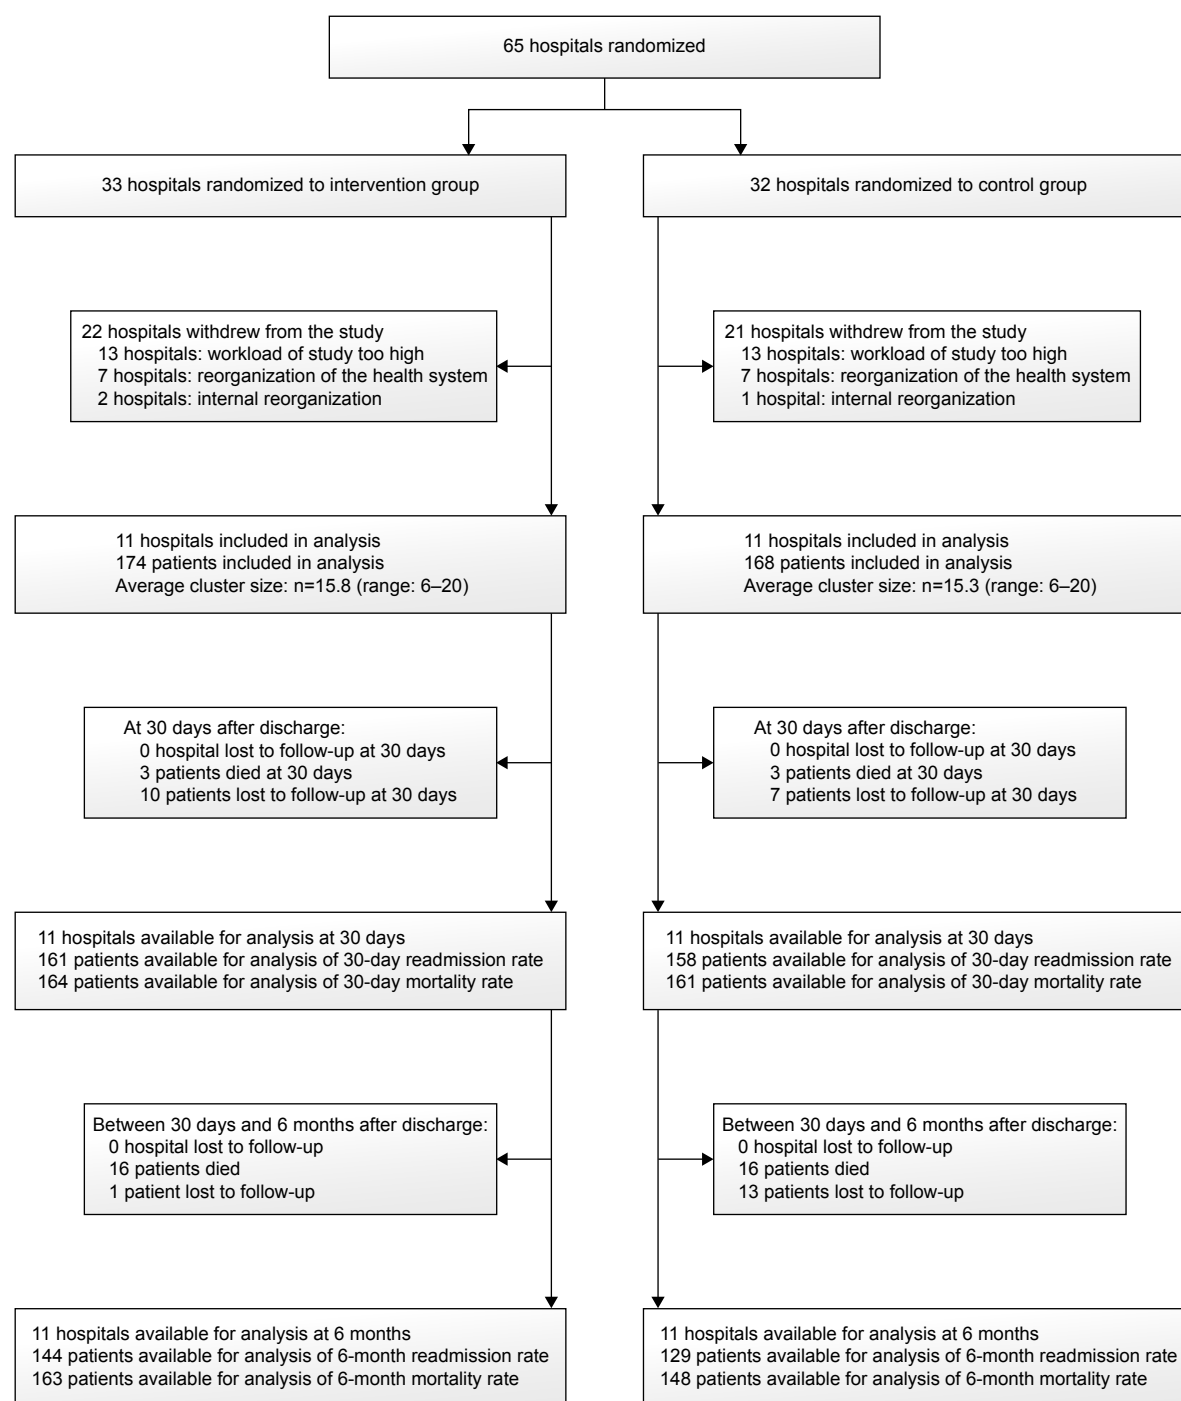 65 hospitals randomized
33 hospitals randomized to intervention group
32 hospitals randomized to control group
22 hospitals withdrew from the study
13 hospitals: workload of study too high
7 hospitals: reorganization of the health system
2 hospitals: internal reorganization
21 hospitals withdrew from the study
13 hospitals: workload of study too high
7 hospitals: reorganization of the health system
1 hospital: internal reorganization
11 hospitals included in analysis
174 patients included in analysis
Average cluster size: n=15.8 (range: 6–20)
11 hospitals included in analysis
168 patients included in analysis
Average cluster size: n=15.3 (range: 6–20)
At 30 days after discharge:
0 hospital lost to follow-up at 30 days
3 patients died at 30 days
10 patients lost to follow-up at 30 days
At 30 days after discharge:
0 hospital lost to follow-up at 30 days
3 patients died at 30 days
7 patients lost to follow-up at 30 days
11 hospitals available for analysis at 30 days
161 patients available for analysis of 30-day readmission rate
164 patients available for analysis of 30-day mortality rate
11 hospitals available for analysis at 30 days
158 patients available for analysis of 30-day readmission rate
161 patients available for analysis of 30-day mortality rate
Between 30 days and 6 months after discharge:
0 hospital lost to follow-up
16 patients died
1 patient lost to follow-up
Between 30 days and 6 months after discharge:
0 hospital lost to follow-up
16 patients died
13 patients lost to follow-up
11 hospitals available for analysis at 6 months
144 patients available for analysis of 6-month readmission rate
163 patients available for analysis of 6-month mortality rate
11 hospitals available for analysis at 6 months
129 patients available for analysis of 6-month readmission rate
148 patients available for analysis of 6-month mortality rate